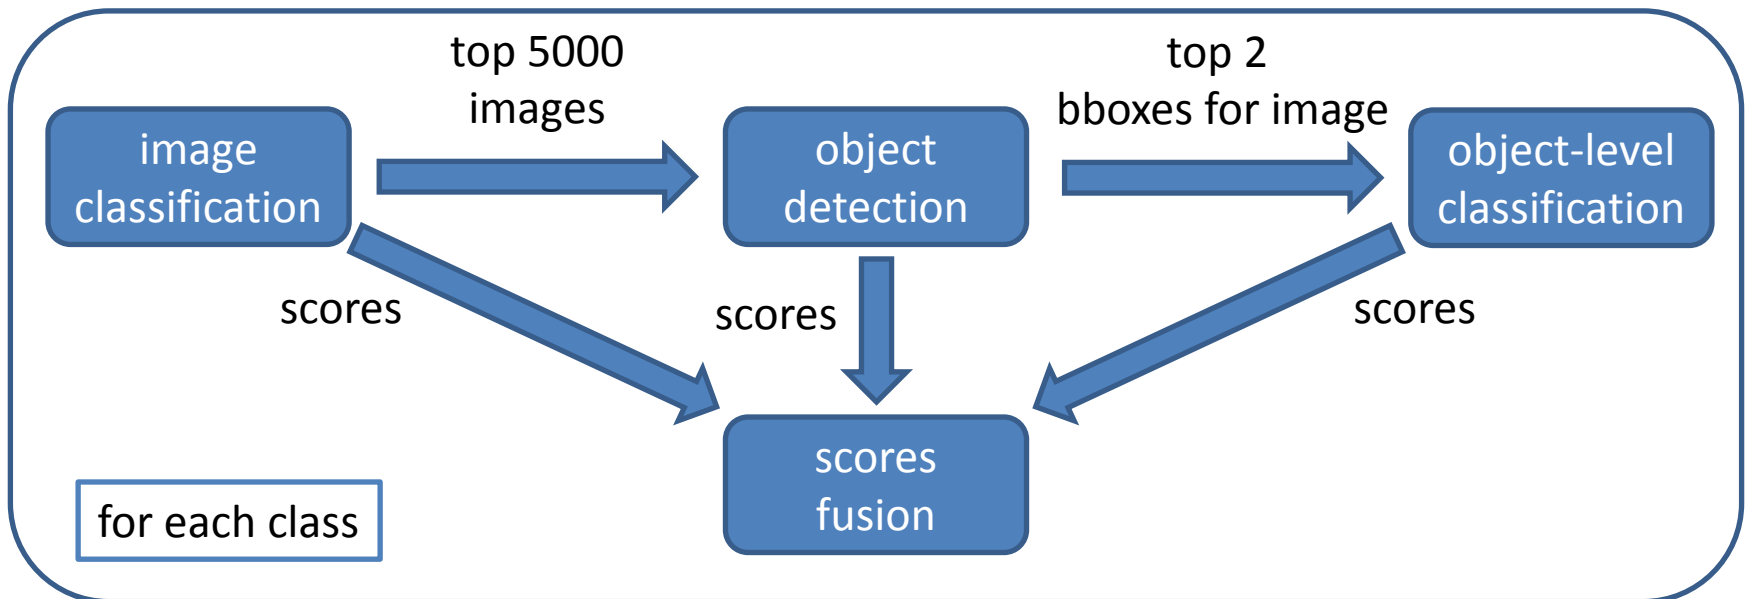 top 5000
images
top 2
bboxes for image
image
classification
object
detection
object-level
classification
scores
scores
scores
scores
fusion
for each class